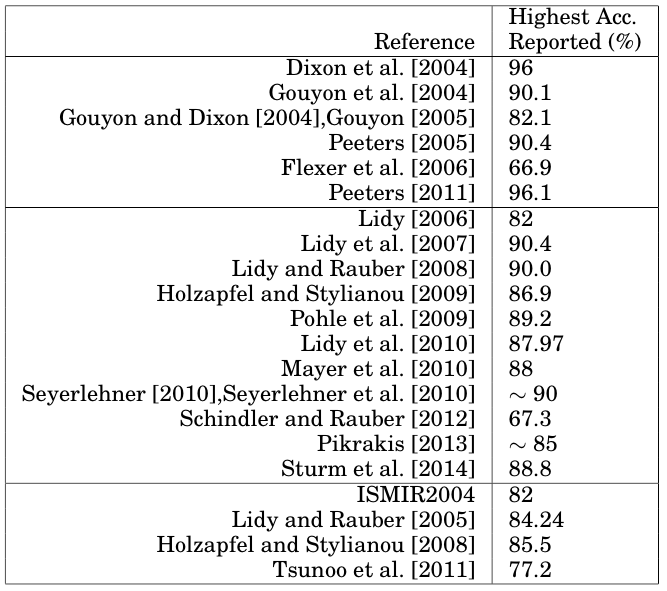 Highest Acc.
Reference Reported (%)
Dixon et al. [2004] 96
Gouyon et al. [2004] 90.1
Gouyon and Dixon [2004],Gouyon [2005] 82.1
Peeters [2005] 90.4
Flexer et al. [2006] 66.9
Peeters [2011] 96.1
Lidy [2006] 82
Lidy et al. [2007] 90.4
Lidy and Rauber [2008] 90.0
Holzapfel and Stylianou [2009] 86.9
Pohle et al. [2009] 89.2
Lidy et al. [2010] 87.97
Mayer et al. [2010] 88
Seyerlehner [2010],Seyerlehner et al. [2010] ∼ 90
Schindler and Rauber [2012] 67.3
Pikrakis [2013] ∼ 85
Sturm et al. [2014] 88.8
ISMIR2004 82
Lidy and Rauber [2005] 84.24
Holzapfel and Stylianou [2008] 85.5
Tsunoo et al. [2011] 77.2